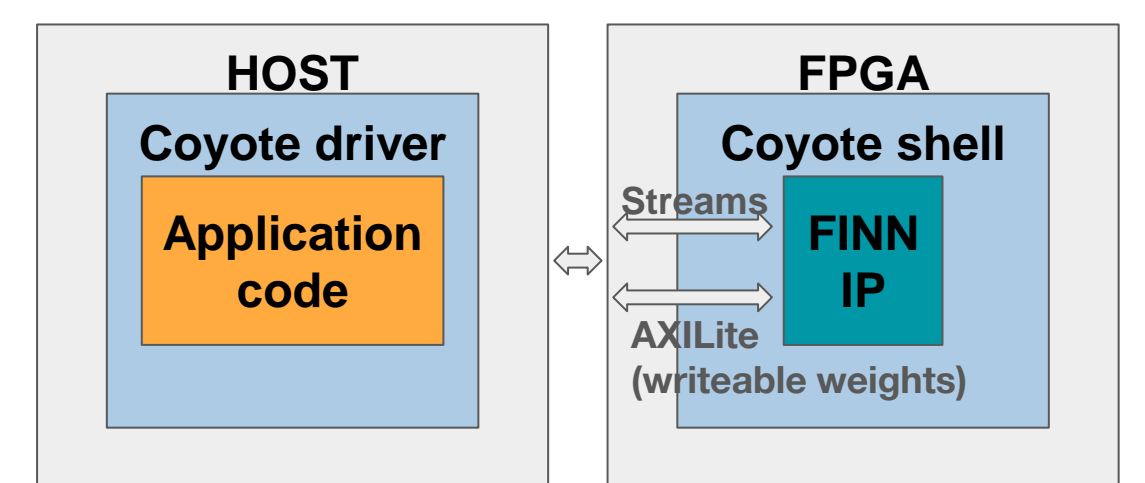 HOST
Coyote driver
Application
code
FPGA
Coyote shell
Streams
FINN
IP
AXILite
(writeable weights)